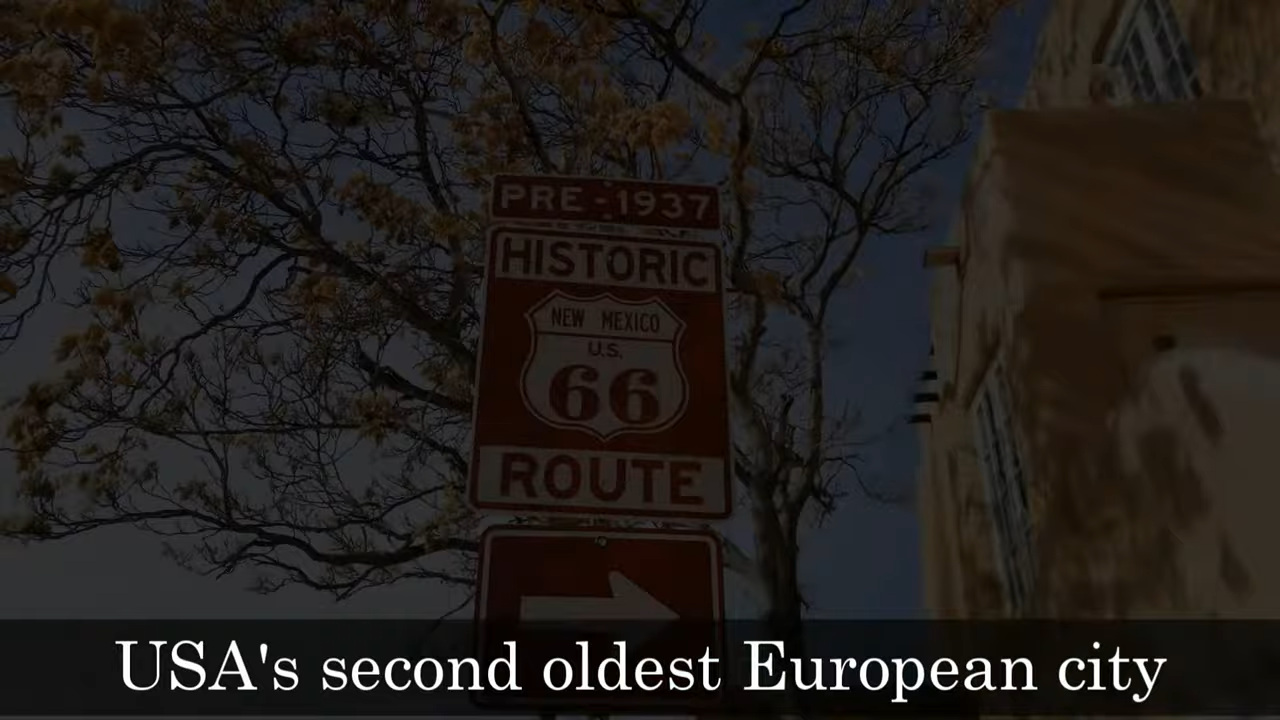 PRE-1937
HISTORIC
NEW MEXICO
U.S.
66
ROUTE
USA's second oldest European city